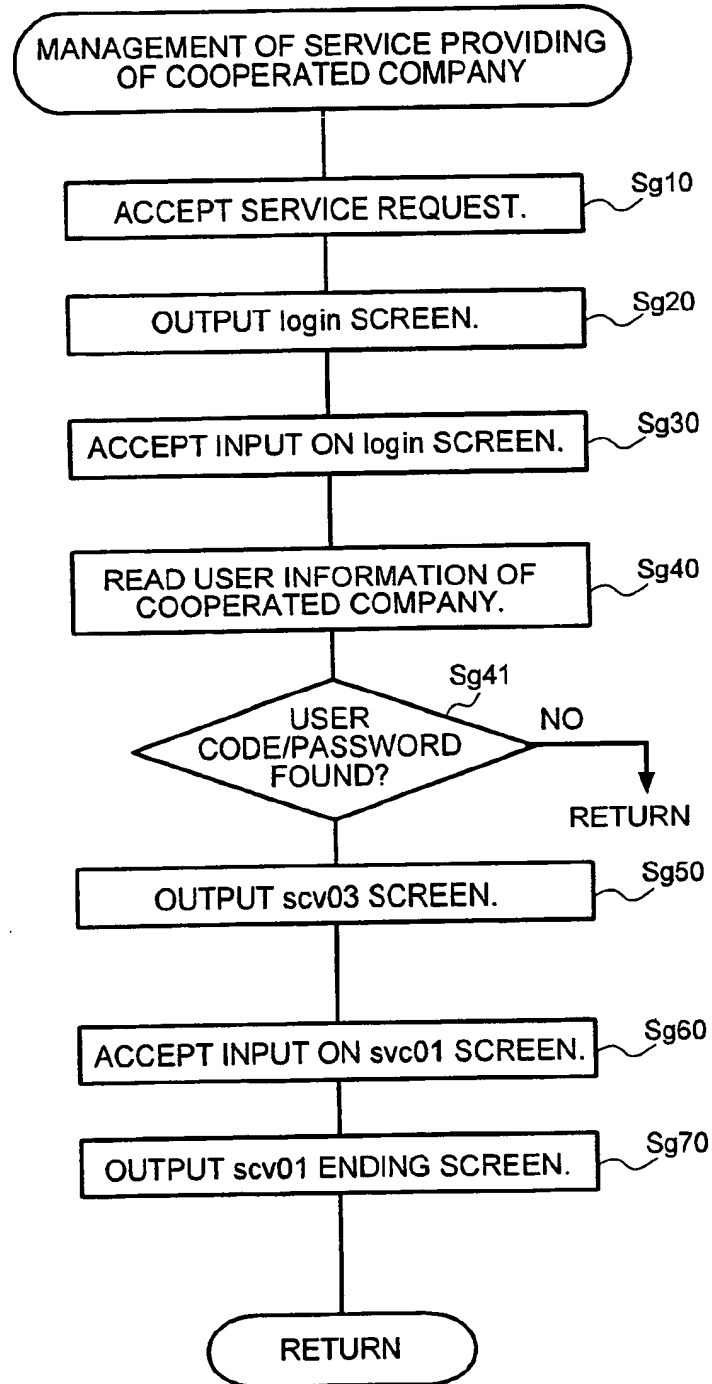 MANAGEMENT OF SERVICE PROVIDING
OF COOPERATED COMPANY
ACCEPT SERVICE REQUEST.
Sg10
OUTPUT login SCREEN.
Sg20
ACCEPT INPUT ON login SCREEN.
Sg30
READ USER INFORMATION OF
COOPERATED COMPANY.
Sg40
Sg41
USER
CODE/PASSWORD
FOUND?
NO
RETURN
OUTPUT scv03 SCREEN.
Sg50
ACCEPT INPUT ON svc01 SCREEN.
Sg60
OUTPUT scv01 ENDING SCREEN.
Sg70
RETURN